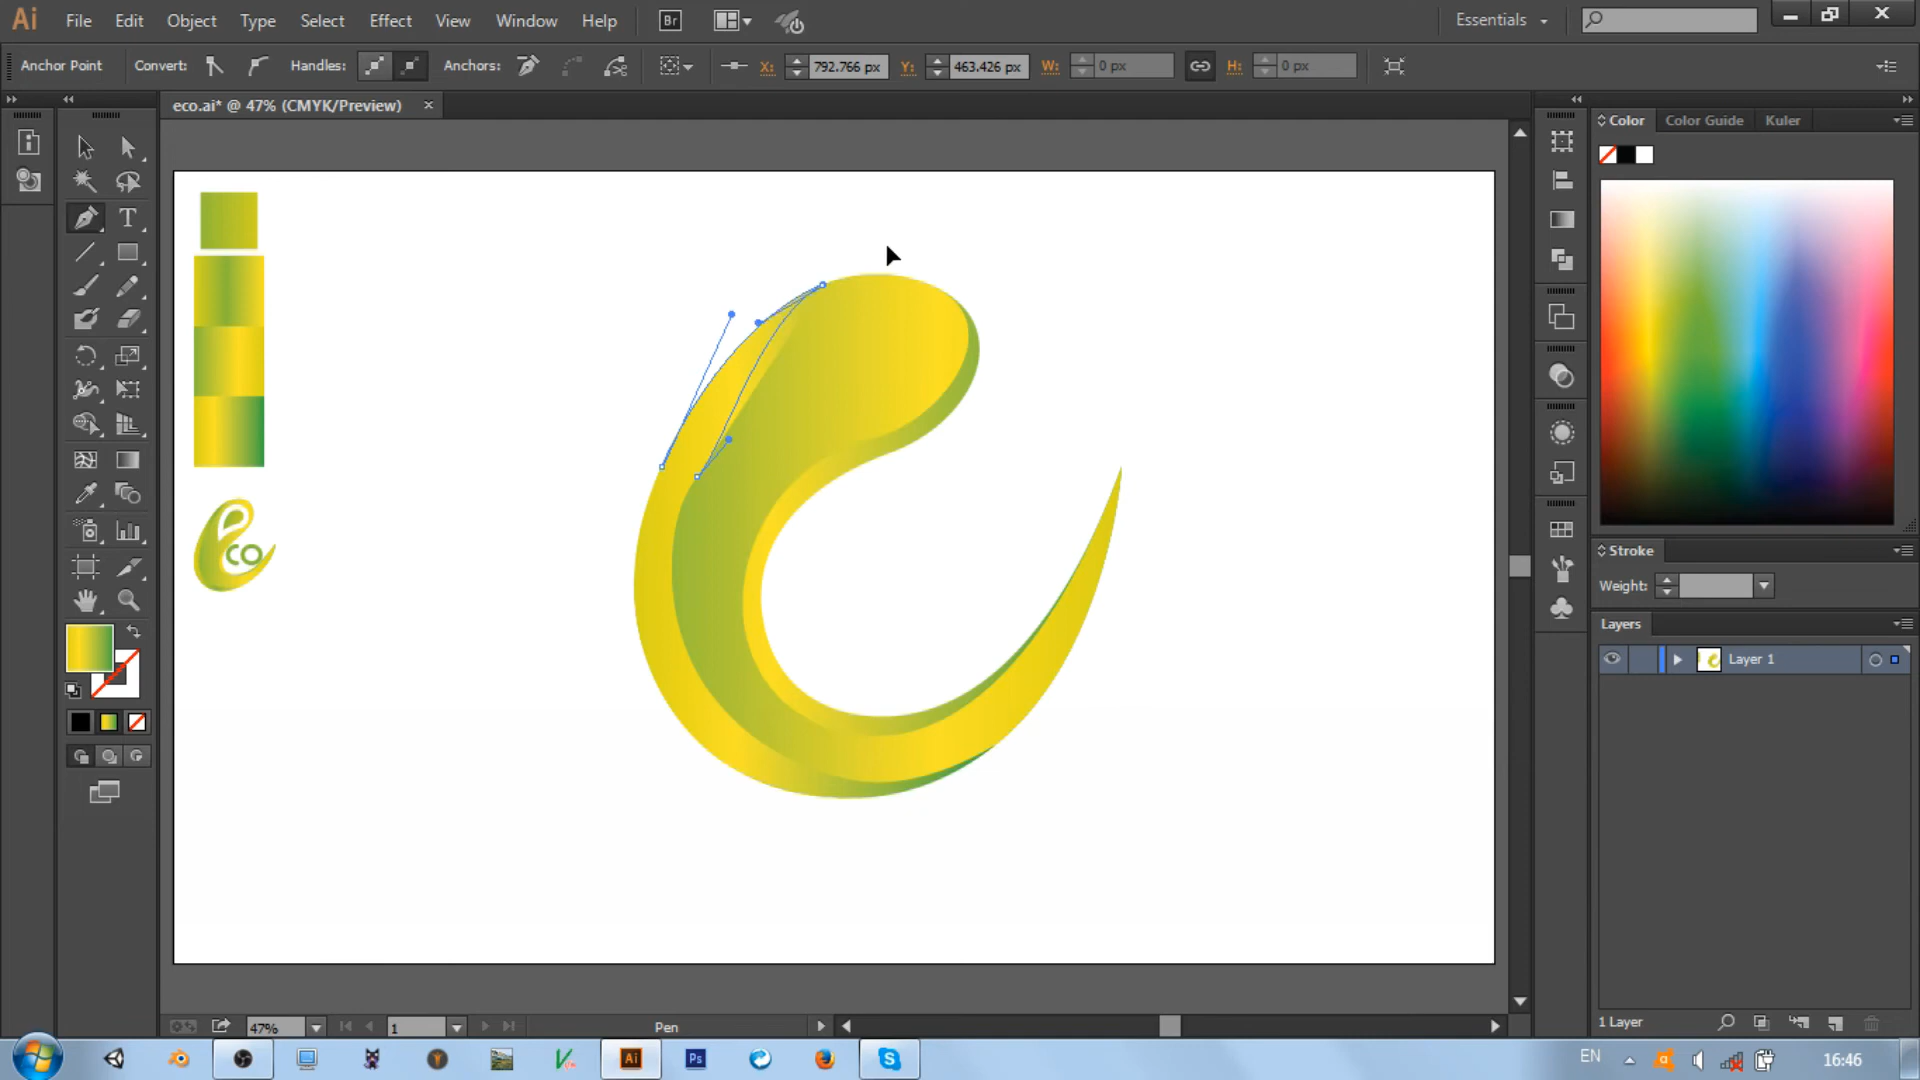 Ai File Edit Object Type Select Effect View Window Help Br Essentials
Anchor Point Convert: Handles: Anchors: X: 792.766 px Y: 463.426 px W: 0 px H: 0 px
eco.ai* @ 47% (CMYK/Preview) ×
Color Color Guide Kuler
T
Stroke
Weight:
eco
Layers
Layer 1
1 Layer
47% 1 Pen
Ai Ps EN 16:46